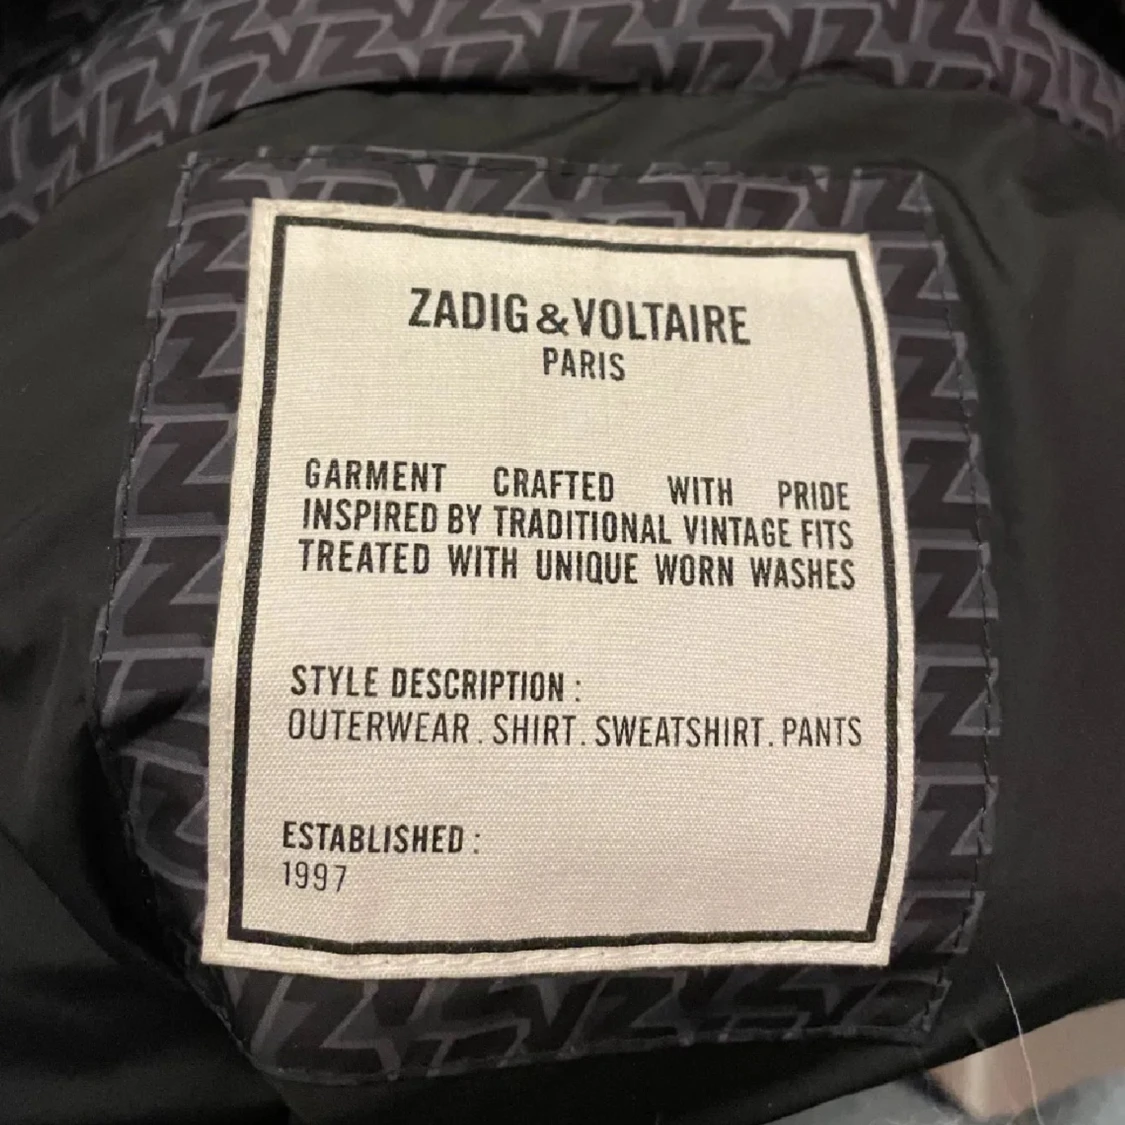 ZADIG&VOLTAIRE
PARIS
GARMENT CRAFTED WITH PRIDE
INSPIRED BY TRADITIONAL VINTAGE FITS
TREATED WITH UNIQUE WORN WASHES
STYLE DESCRIPTION :
OUTERWEAR . SHIRT . SWEATSHIRT . PANTS
ESTABLISHED :
1997